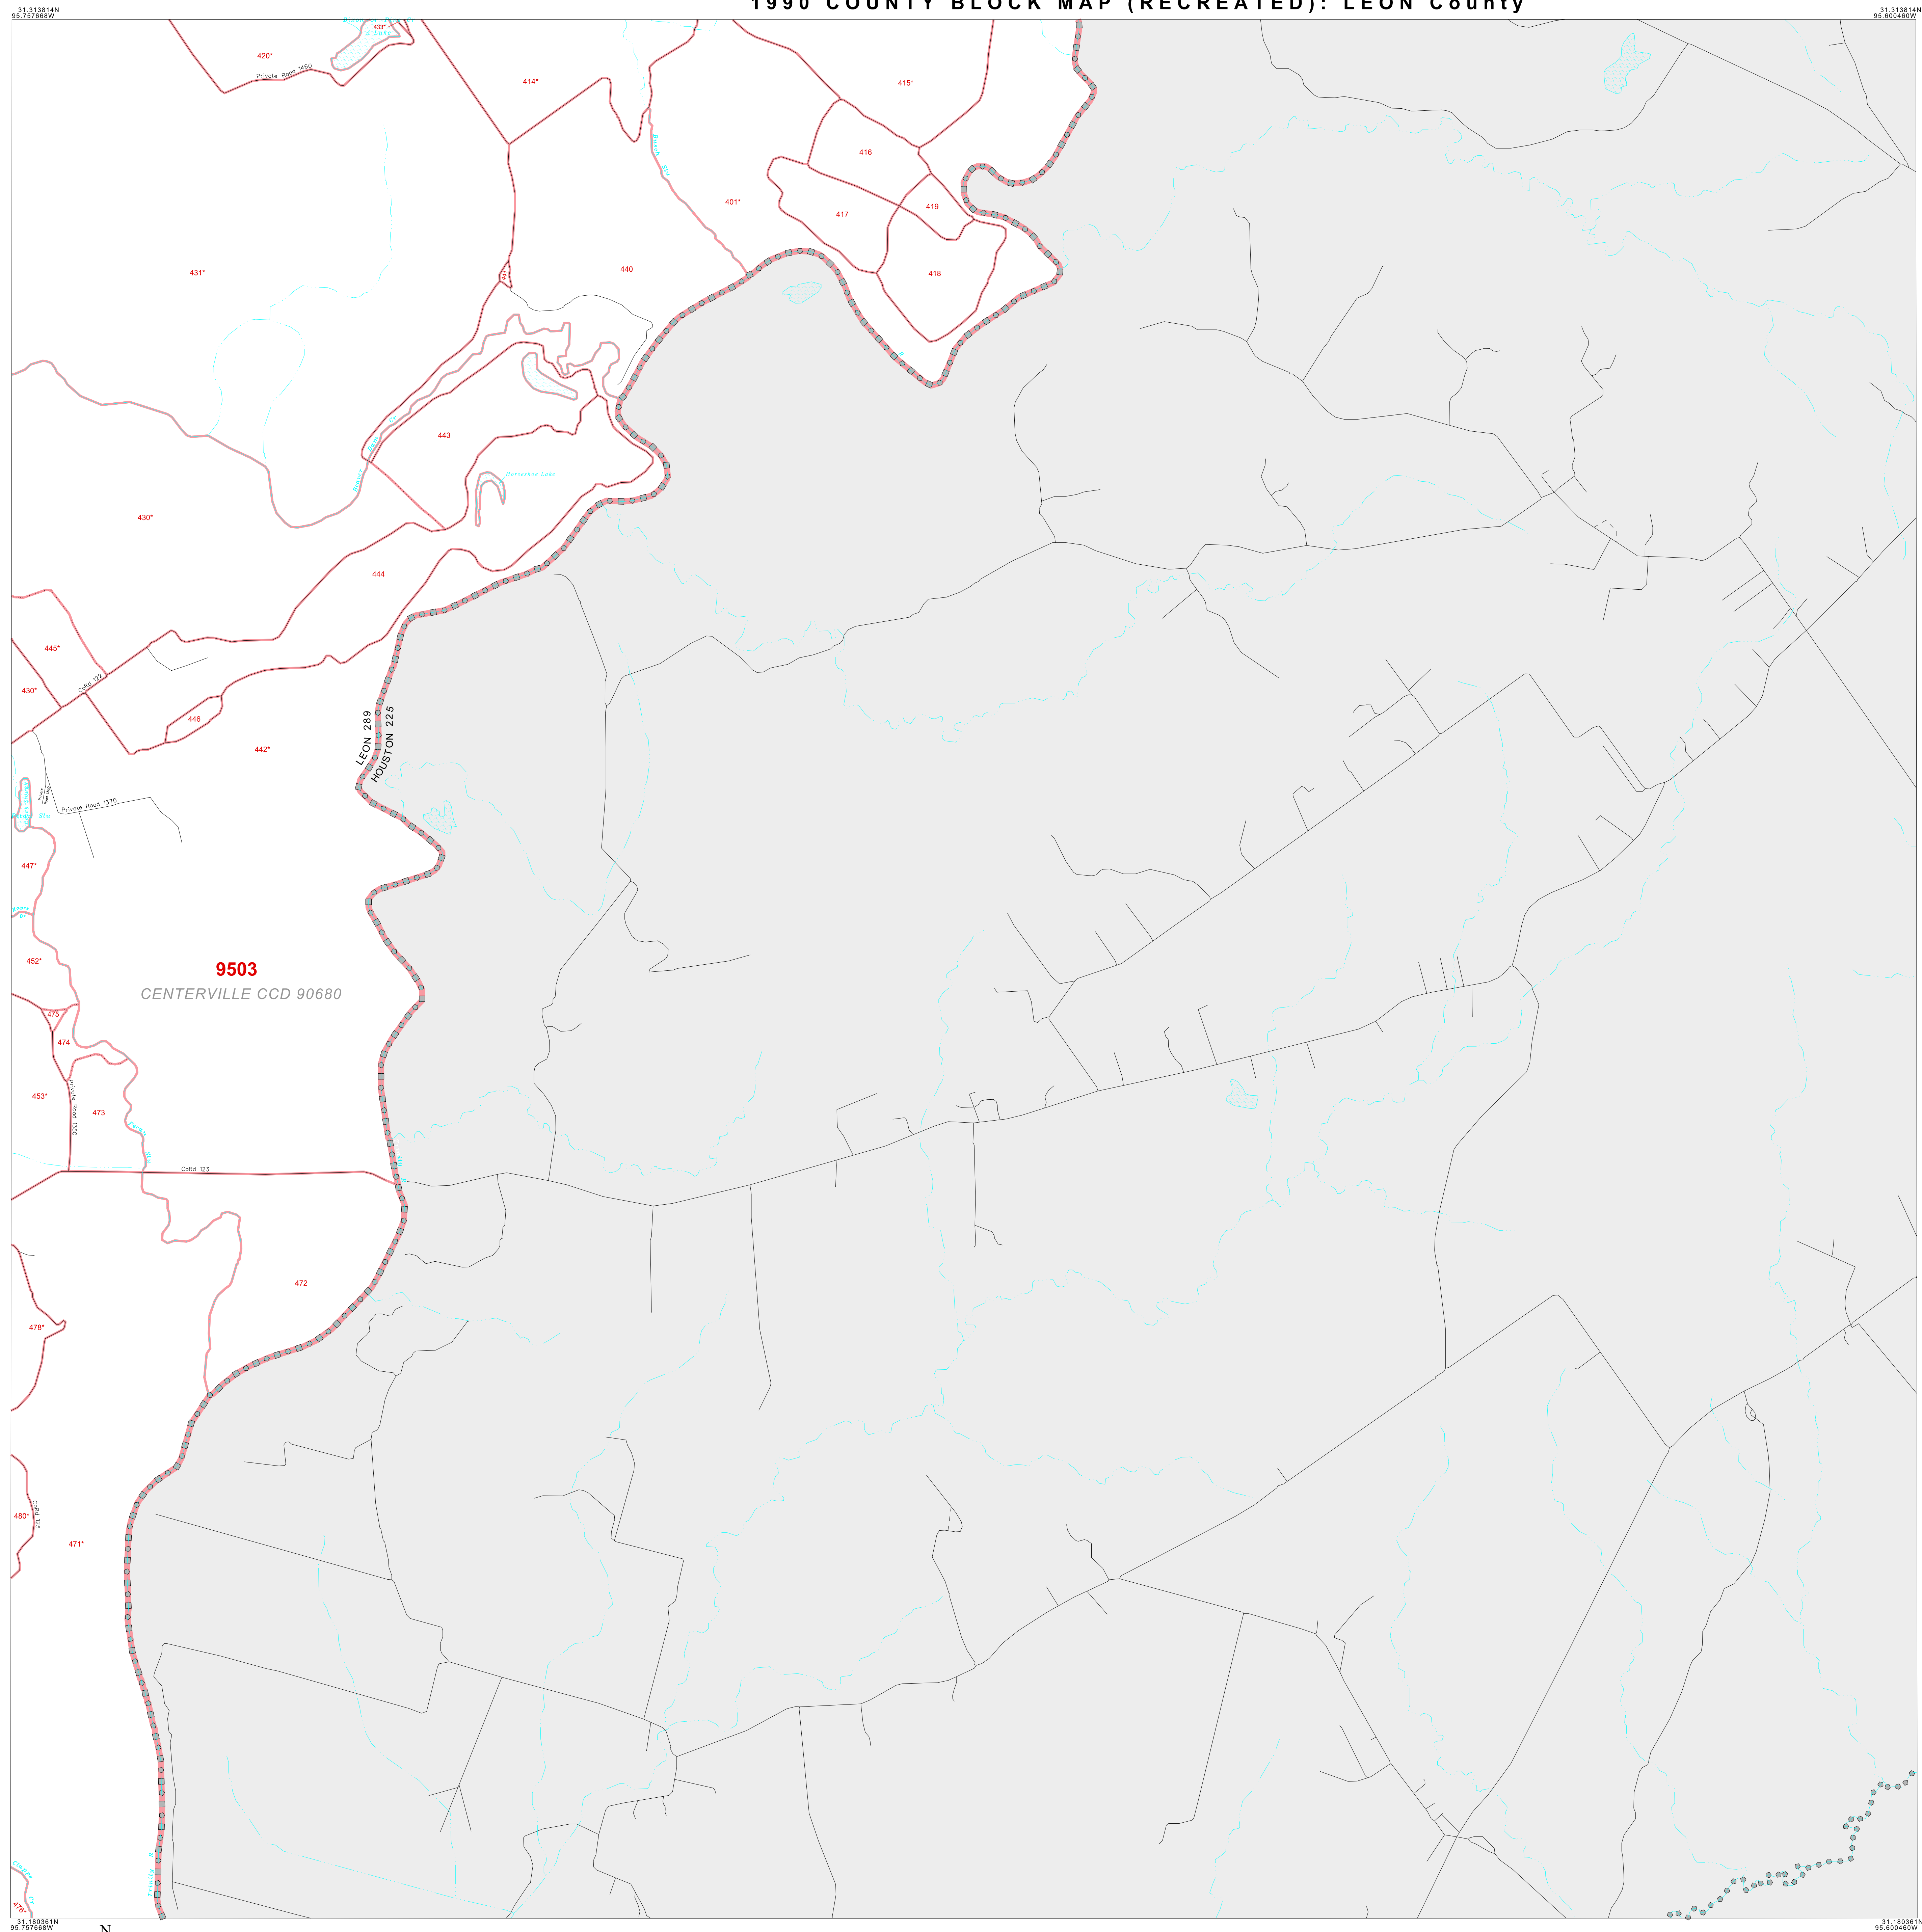 1990 COUNTY BLOCK MAP (RECREATED): LEON County
31.313814N
95.757668W
31.313814N
95.600460W
433*
A Lake
420*
Private Road 1460
414*
415*
416
401*
417
419
418
431*
440
441
443
Horseshoe Lake
430*
444
445*
430*
CoRd 122
446
442*
LEON 289
HOUSTON 225
Private Road 1370
447*
452*
9503
CENTERVILLE CCD 90680
475
474
453*
473
Private Road 1350
CoRd 123
472
478*
480*
CoRd 125
471*
Trinity R
476*
31.180361N
95.757668W
N
31.180361N
95.600460W